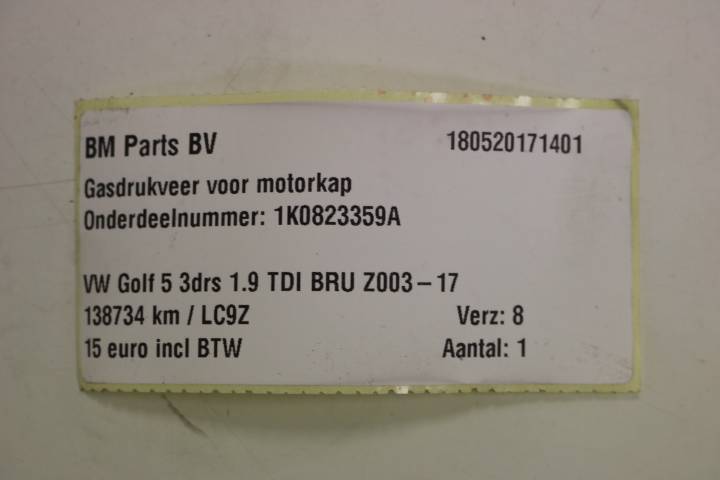 BM Parts BV 180520171401
Gasdrukveer voor motorkap
Onderdeelnummer: 1K0823359A
VW Golf 5 3drs 1.9 TDI BRU Z003-17
138734 km / LC9Z Verz: 8
15 euro incl BTW Aantal: 1